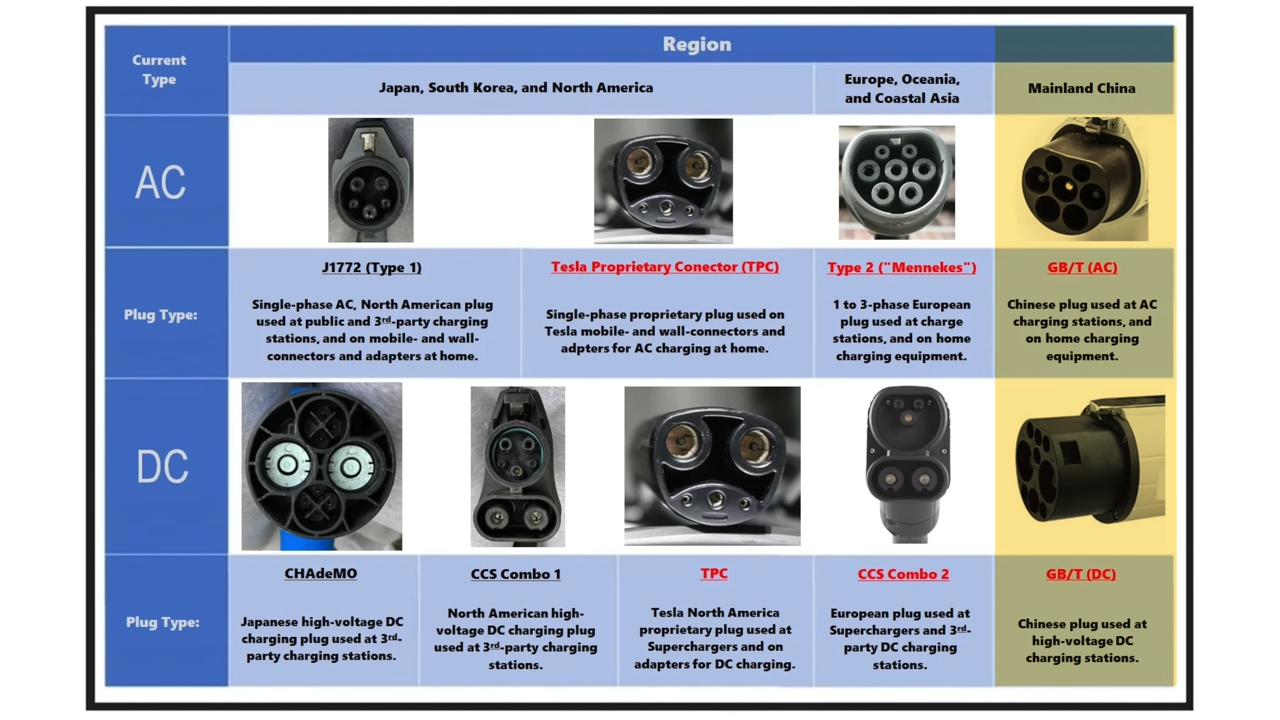 Current
Type
Region
Japan, South Korea, and North America
Europe, Oceania,
and Coastal Asia
Mainland China
AC
Plug Type:
J1772 (Type 1)
Single-phase AC, North American plug
used at public and 3rd-party charging
stations, and on mobile- and wall-
connectors and adapters at home.
Tesla Proprietary Conector (TPC)
Single-phase proprietary plug used on
Tesla mobile- and wall-connectors and
adpters for AC charging at home.
Type 2 ("Mennekes")
1 to 3-phase European
plug used at charge
stations, and on home
charging equipment.
GB/T (AC)
Chinese plug used at AC
charging stations, and
on home charging
equipment.
DC
Plug Type:
CHAdeMO
Japanese high-voltage DC
charging plug used at 3rd-
party charging stations.
CCS Combo 1
North American high-
voltage DC charging plug
used at 3rd-party charging
stations.
TPC
Tesla North America
proprietary plug used at
Superchargers and on
adapters for DC charging.
CCS Combo 2
European plug used at
Superchargers and 3rd-
party DC charging
stations.
GB/T (DC)
Chinese plug used at
high-voltage DC
charging stations.